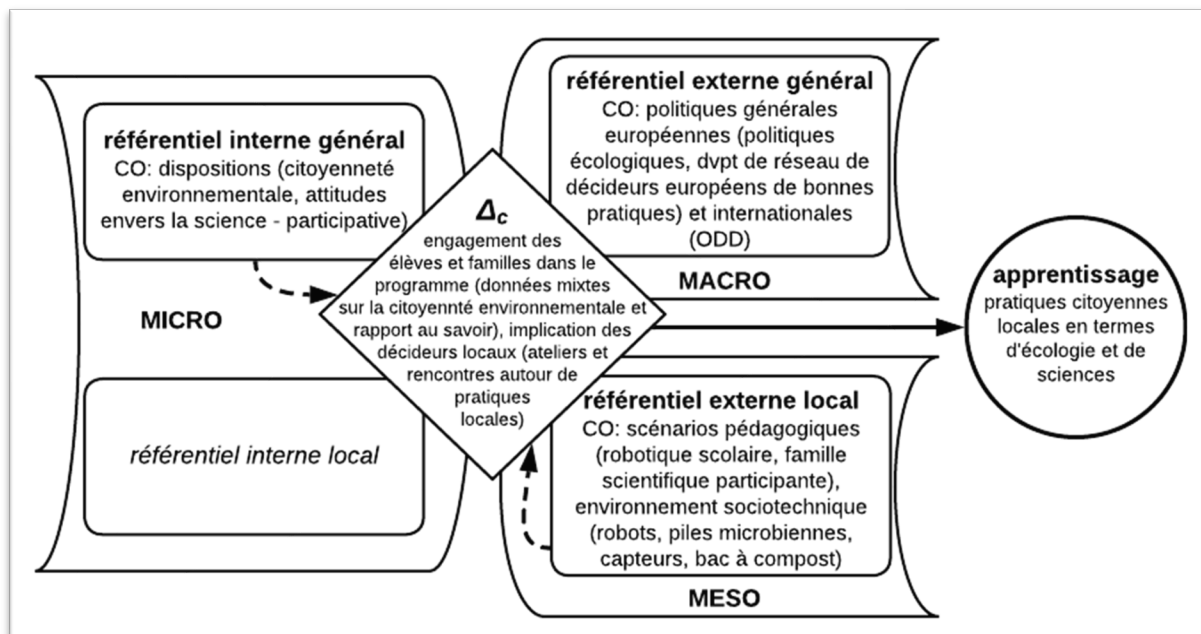 référentiel interne général
CO: dispositions (citoyenneté
environnementale, attitudes
envers la science - participative)
MICRO
référentiel interne local
Δc
engagement des
élèves et familles dans le
programme (données mixtes
sur la citoyennté environnementale et
rapport au savoir), implication des
décideurs locaux (ateliers et
rencontres autour de
pratiques
locales)
référentiel externe général
CO: politiques générales
européennes (politiques
écologiques, dvpt de réseau de
décideurs européens de bonnes
pratiques) et internationales
(ODD)
MACRO
référentiel externe local
CO: scénarios pédagogiques
(robotique scolaire, famille
scientifique participante),
environnement sociotechnique
(robots, piles microbiennes,
capteurs, bac à compost)
MESO
apprentissage
pratiques citoyennes
locales en termes
d'écologie et de
sciences